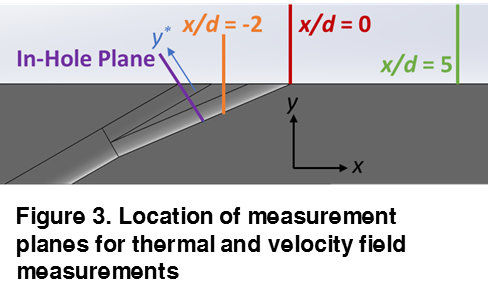 x/d = -2
x/d = 0
y*
In-Hole Plane
x/d = 5
y
x
Figure 3. Location of measurement
planes for thermal and velocity field
measurements